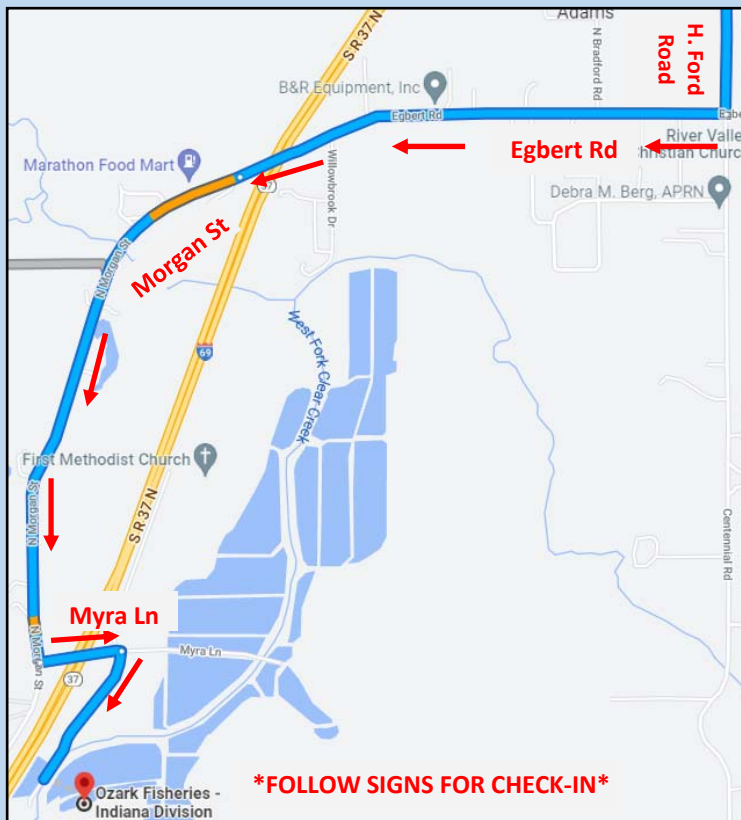 Adams
S R 37 N
N Bradford Rd
H. Ford
Road
B&R Equipment, Inc
Egbert Rd
Egbe
River Valle
Christian Church
Egbert Rd
Marathon Food Mart
37
Willowbrook Dr
Debra M. Berg, APRN
Morgan St
N Morgan St
West Fork Clear Creek
69
First Methodist Church
S R 37 N
N Morgan St
Centennial Rd
Myra Ln
N Morgan St
Myra Ln
37
*FOLLOW SIGNS FOR CHECK-IN*
Ozark Fisheries -
Indiana Division